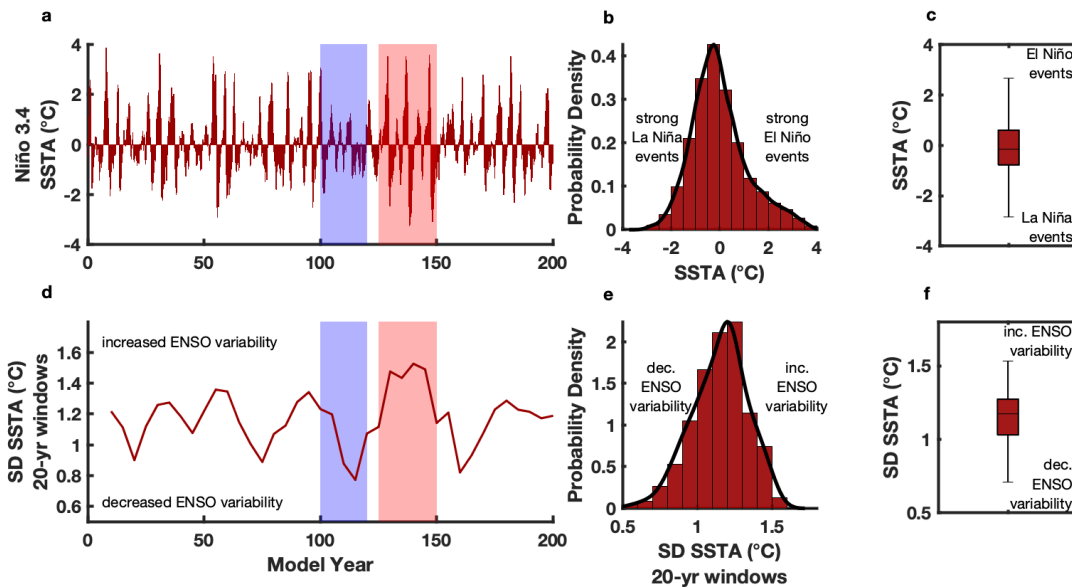 a
Niño 3.4
SSTA (°C)
4
2
0
-2
-4
0
50
100
150
200
b
Probability Density
0.4
0.3
0.2
0.1
0
strong
La Niña
events
strong
El Niño
events
-4
-2
0
2
4
SSTA (°C)
c
SSTA (°C)
4
2
0
-2
-4
El Niño
events
La Niña
events
d
SD SSTA (°C)
20-yr windows
1.6
1.4
1.2
1.0
0.8
0.6
increased ENSO variability
decreased ENSO variability
0
50
100
150
200
Model Year
e
Probability Density
2.5
2
1.5
1
0.5
0
dec.
ENSO
variability
inc.
ENSO
variability
0.5
1
1.5
SD SSTA (°C)
20-yr windows
f
SD SSTA (°C)
1.5
1
0.5
inc. ENSO
variability
dec.
ENSO
variability